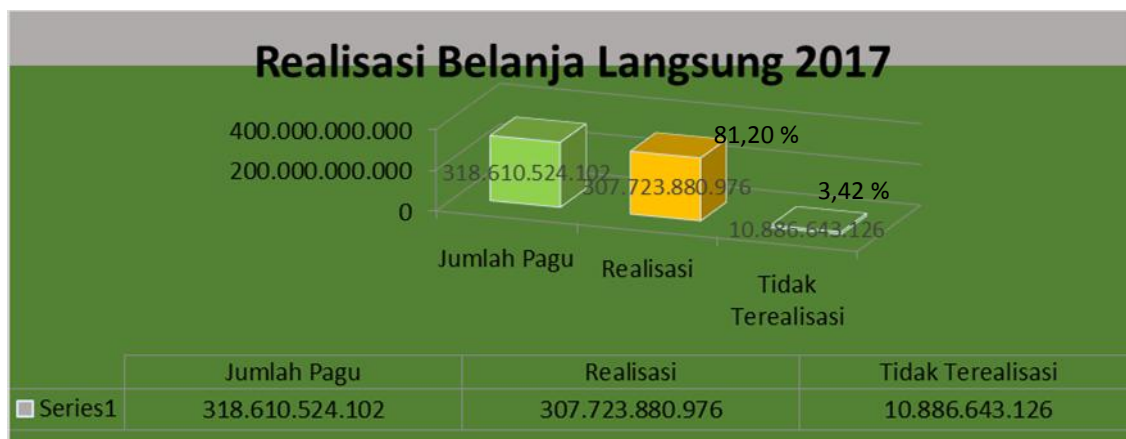 Realisasi Belanja Langsung 2017
400.000.000.000
200.000.000.000
0
318.610.524.102
307.723.880.976
10.886.643.126
81,20 %
3,42 %
Jumlah Pagu
Realisasi
Tidak
Terealisasi
Jumlah Pagu Realisasi Tidak Terealisasi
Series1 318.610.524.102 307.723.880.976 10.886.643.126